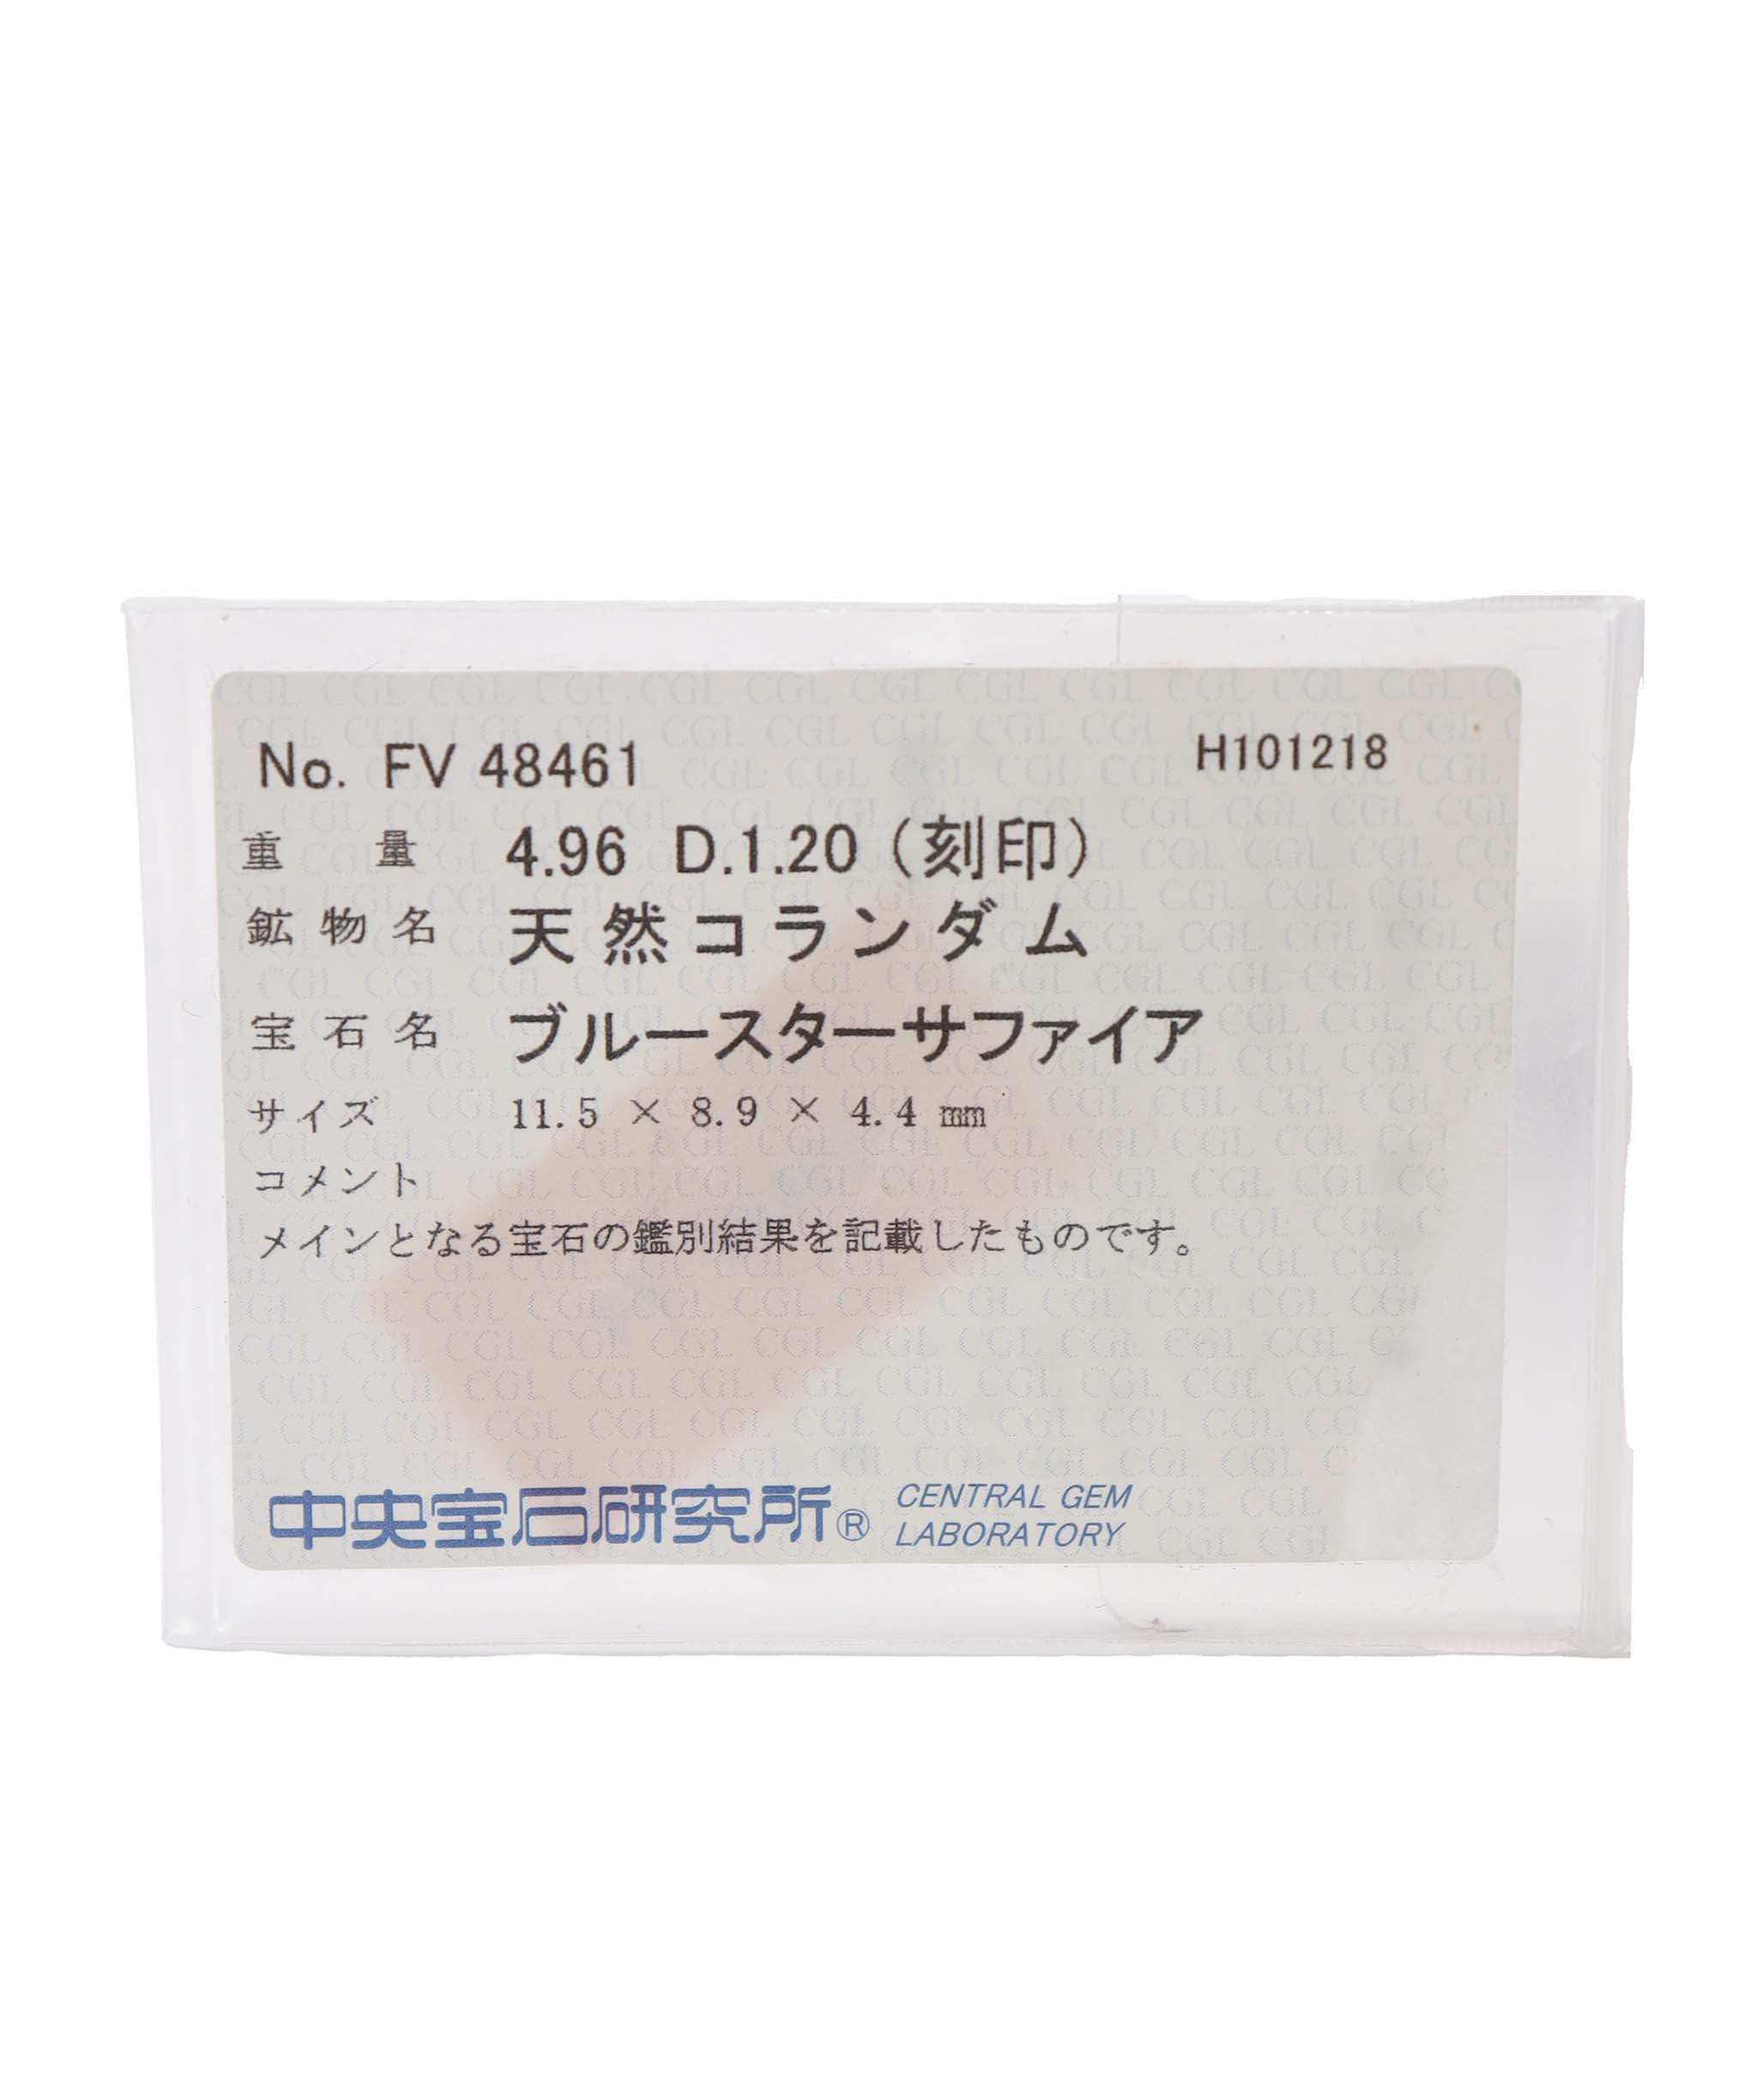 No. FV 48461 H101218
重量 4.96 D.1.20(刻印)
鉱物名 天然コランダム
宝石名 ブルースターサファイア
サイズ 11.5 × 8.9 × 4.4 mm
コメント
メインとなる宝石の鑑別結果を記載したものです。
中央宝石研究所® CENTRAL GEM
LABORATORY